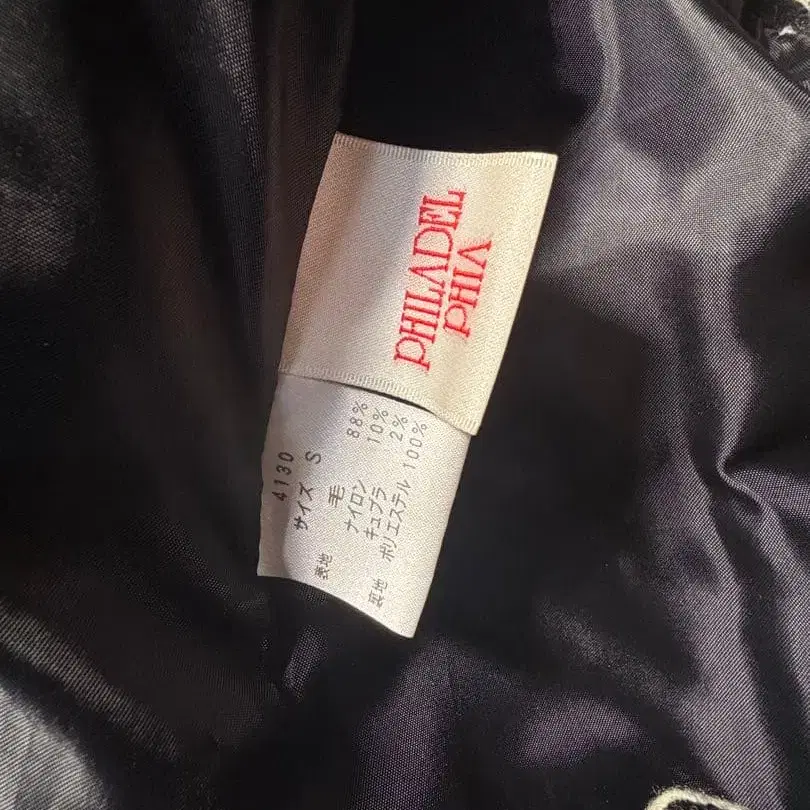 PHILADEL
PHIA
4130
サイズ S
表地 毛 88%
ナイロン 10%
キュプラ 2%
裏地 ポリエステル 100%